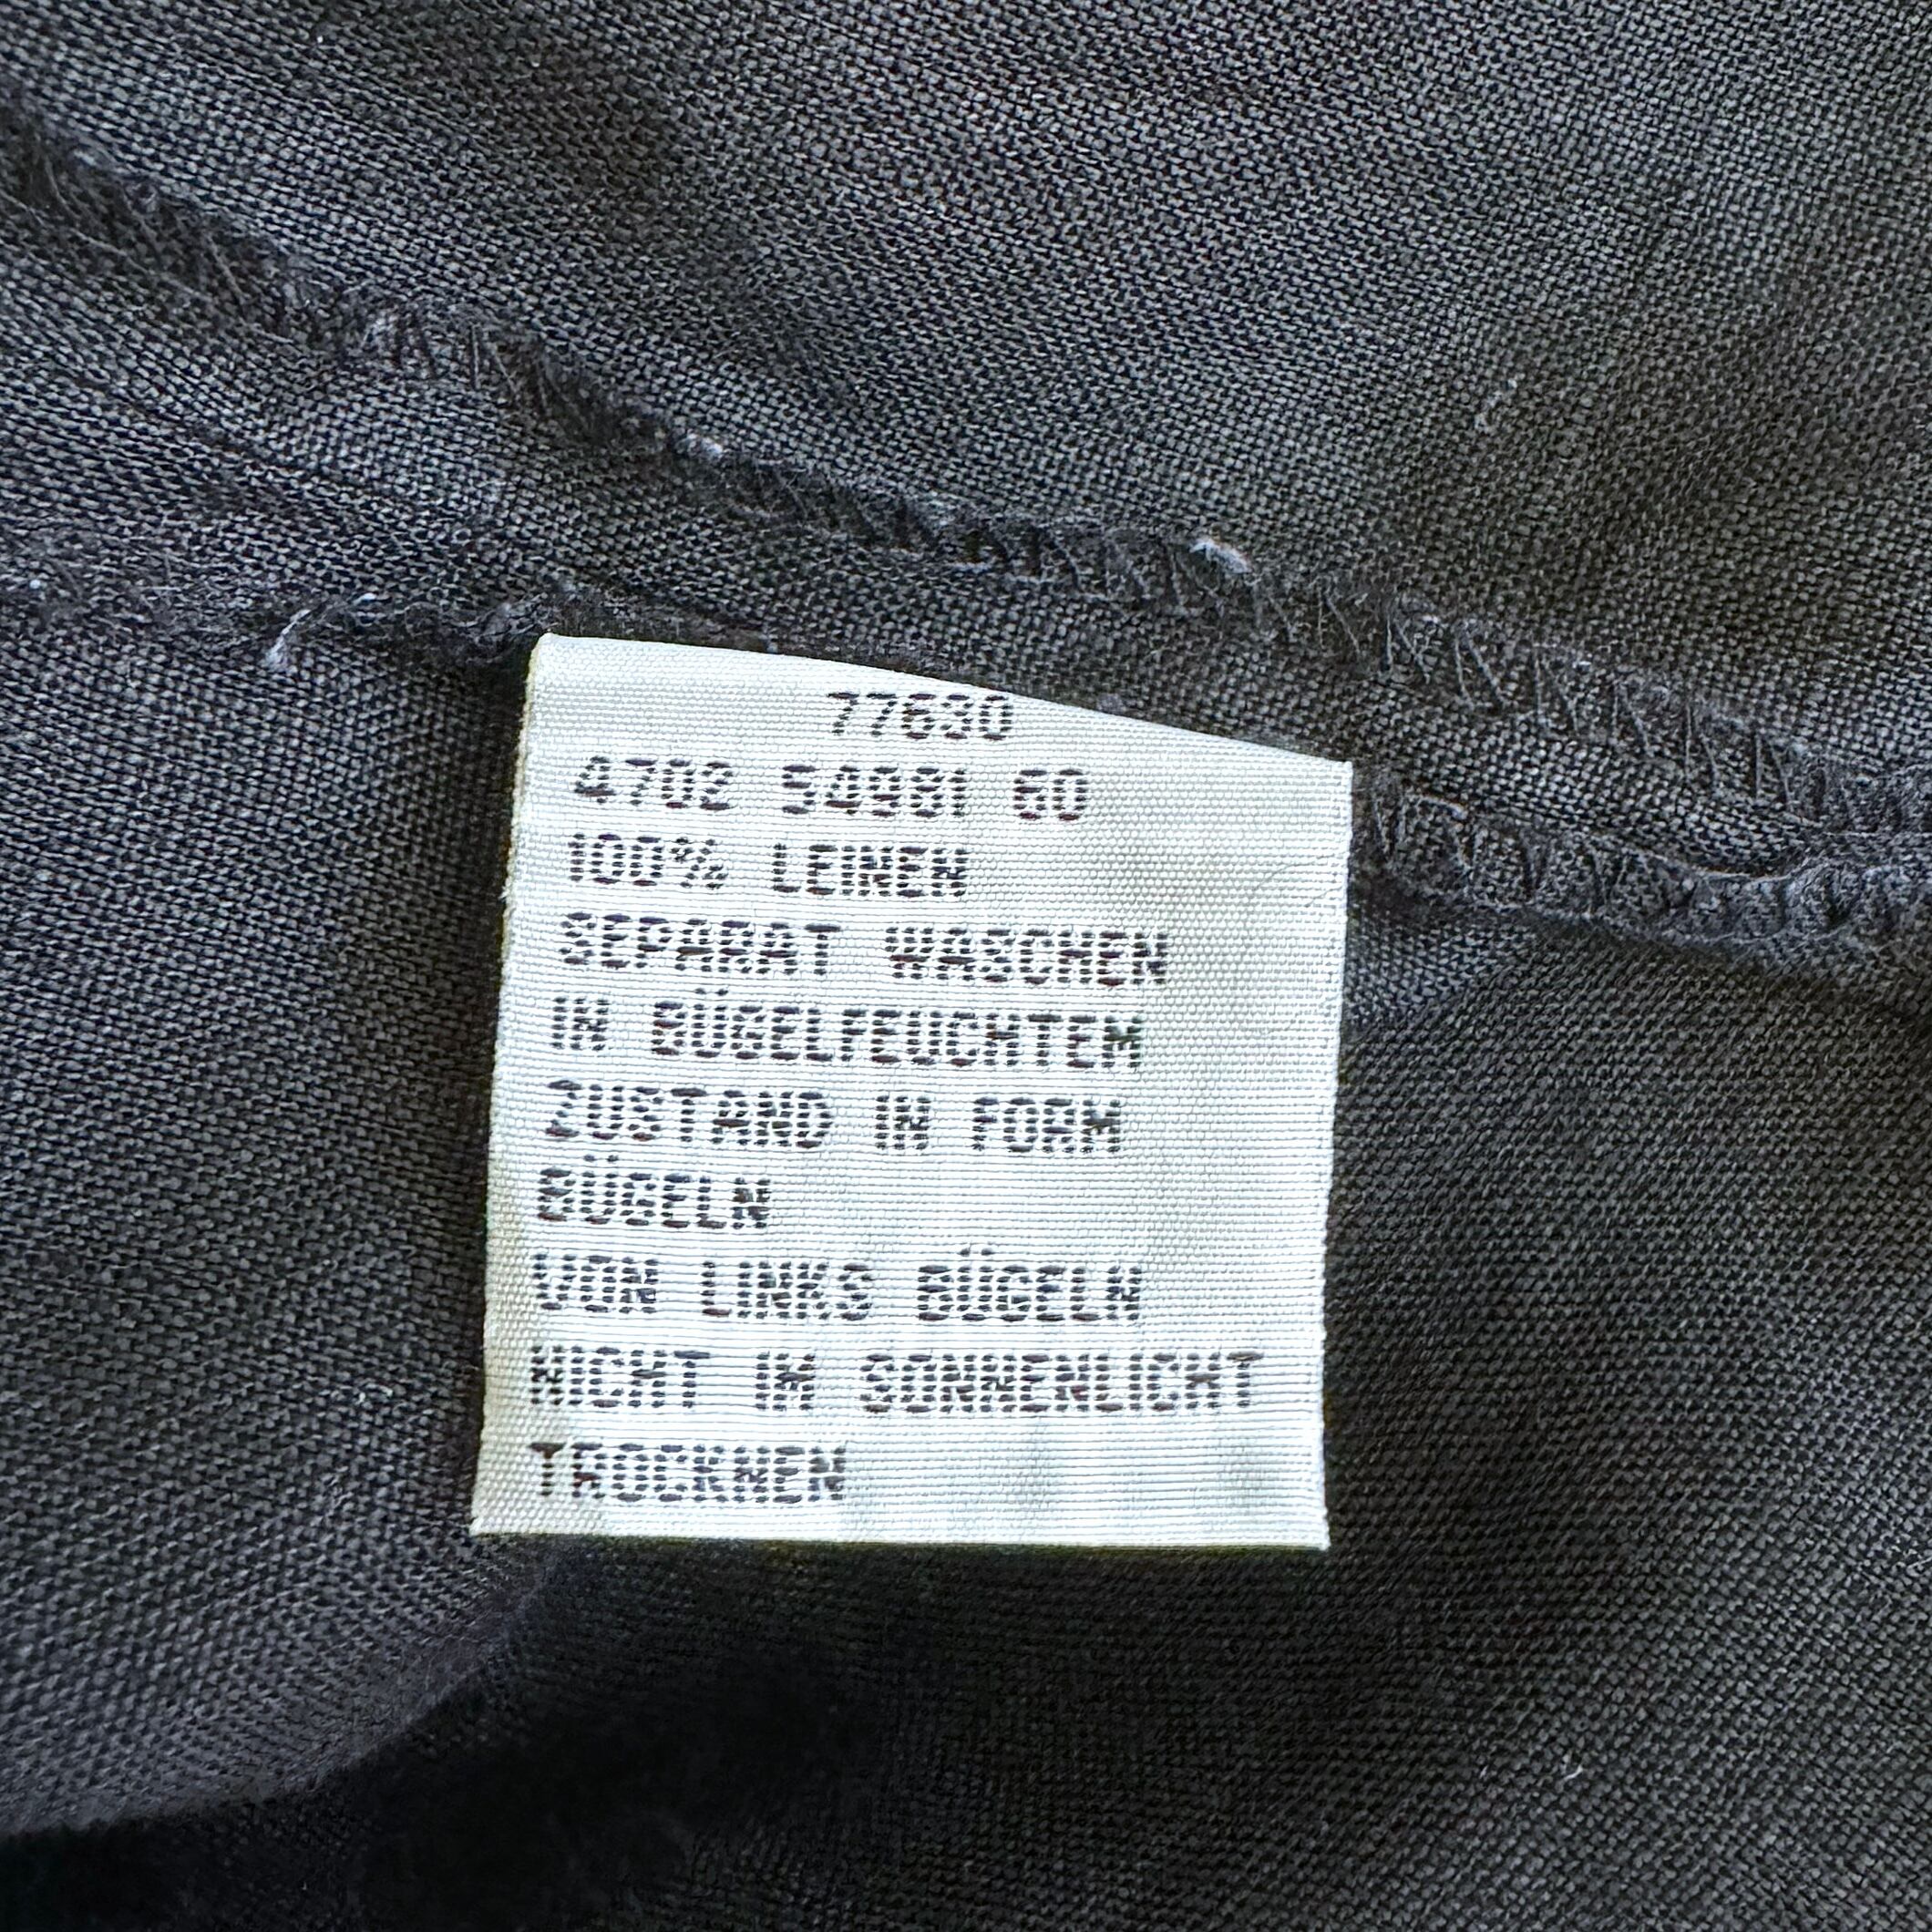 77630
4702 54981 60
100% LEINEN
SEPARAT WASCHEN
IN BÜGELFEUCHTEM
ZUSTAND IN FORM
BÜGELN
VON LINKS BÜGELN
NICHT IM SONNENLICHT
TROCKNEN